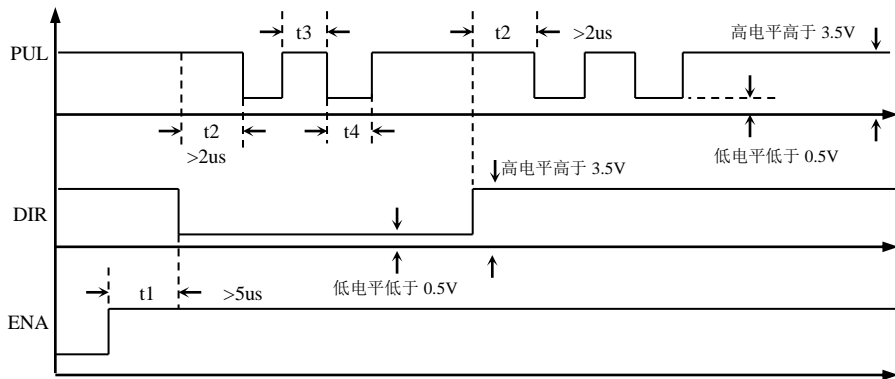 t3
t2
>2us
高电平高于 3.5V
PUL
t2
t4
>2us
低电平低于 0.5V
高电平高于 3.5V
DIR
低电平低于 0.5V
t1
>5us
ENA